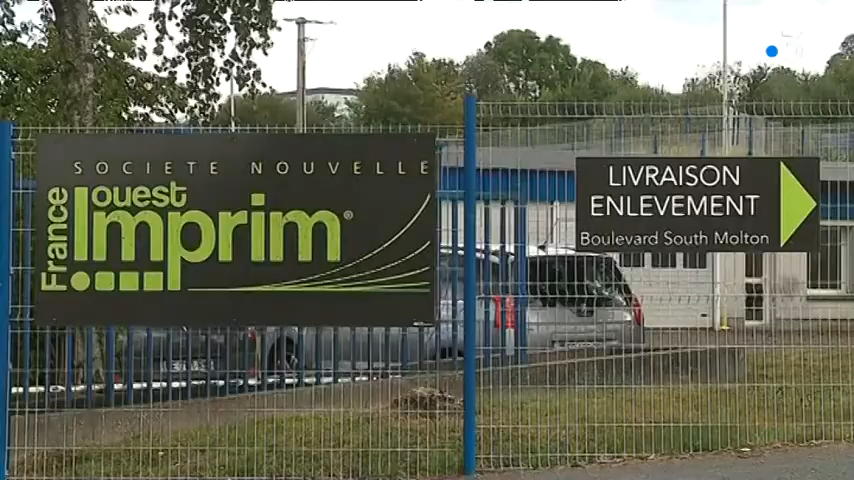 SOCIETE NOUVELLE
France
ouest
Imprim®
LIVRAISON
ENLEVEMENT
Boulevard South Molton